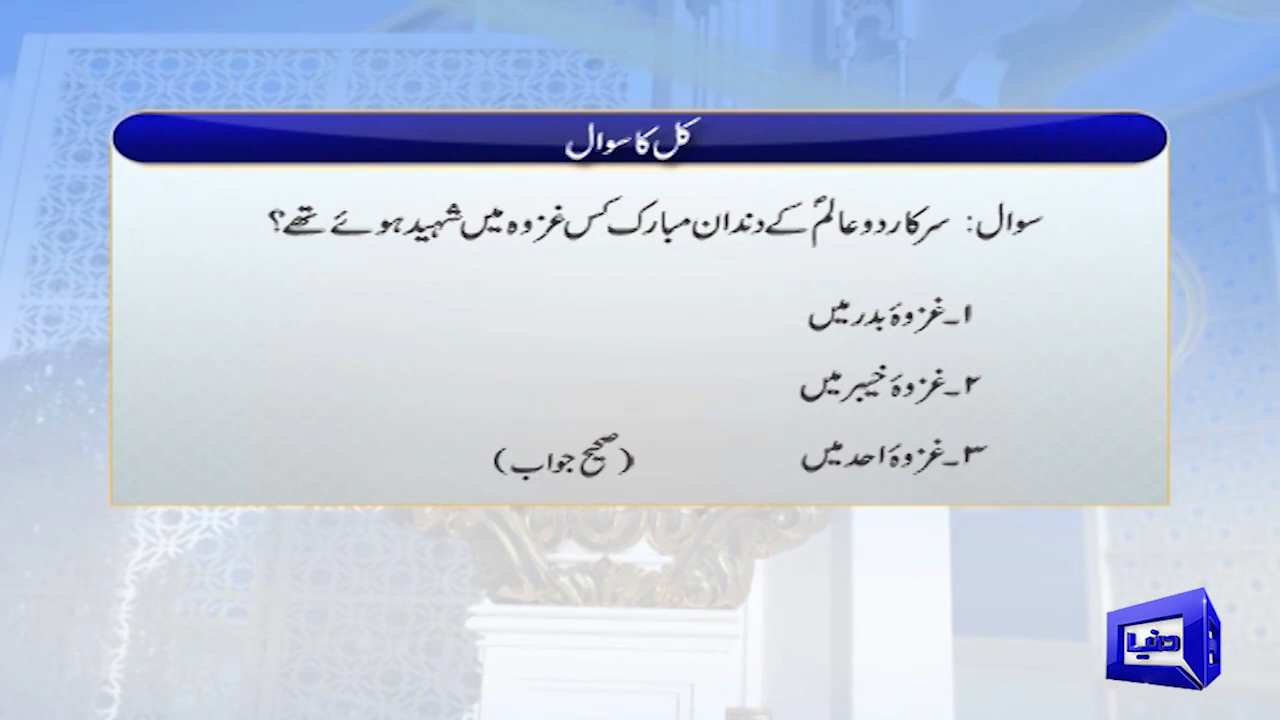 کل کا سوال
سوال: سرکار دو عالمؐ کے دندان مبارک کس غزوہ میں شہید ہوئے تھے؟
۱۔غزوۂ بدر میں
۲۔غزوۂ خیبر میں
۳۔غزوۂ احد میں (صحیح جواب)
دنیا